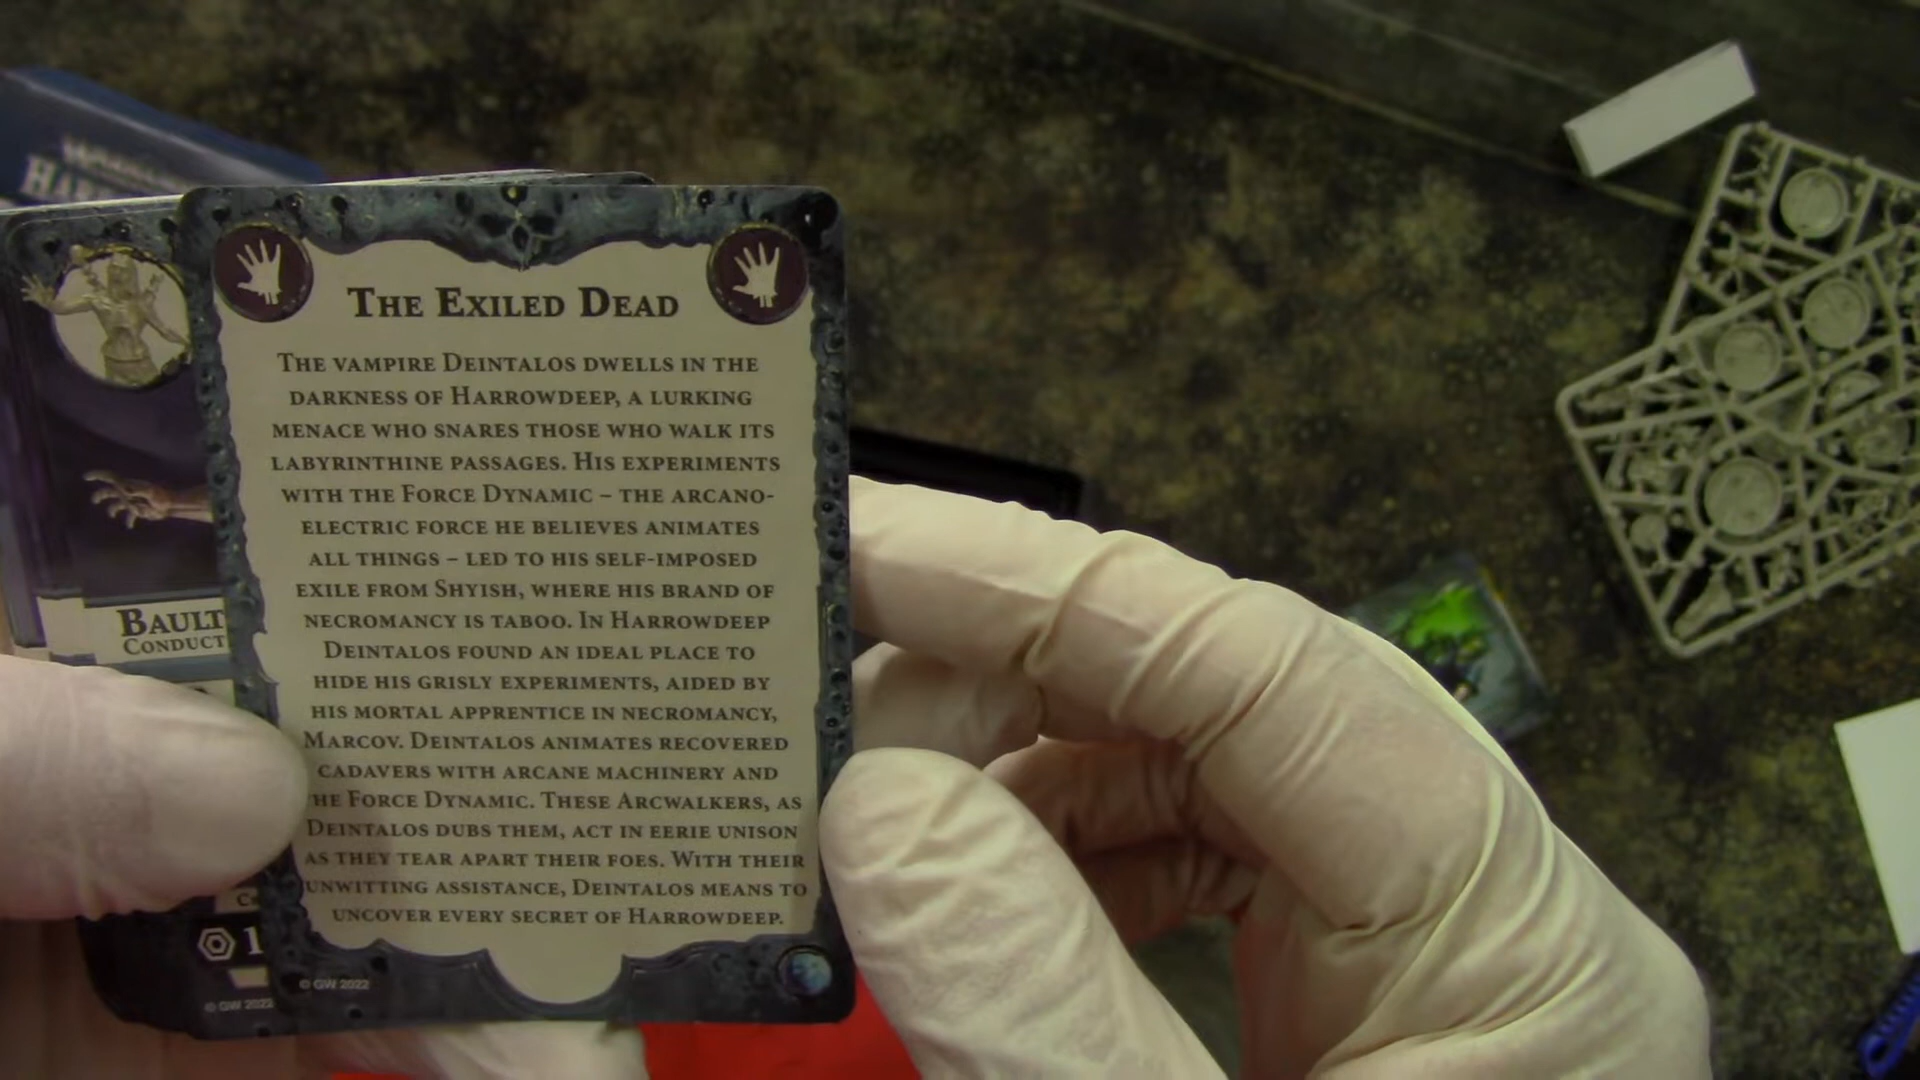 The Exiled Dead
The vampire Deintalos dwells in the
darkness of Harrowdeep, a lurking
menace who snares those who walk its
labyrinthine passages. His experiments
with the Force Dynamic – the arcano-
electric force he believes animates
all things – led to his self-imposed
exile from Shyish, where his brand of
necromancy is taboo. In Harrowdeep
Deintalos found an ideal place to
hide his grisly experiments, aided by
his mortal apprentice in necromancy,
Marcov. Deintalos animates recovered
cadavers with arcane machinery and
he Force Dynamic. These Arcwalkers, as
Deintalos dubs them, act in eerie unison
as they tear apart their foes. With their
unwitting assistance, Deintalos means to
uncover every secret of Harrowdeep.
© GW 2022
Bault
Conduct
1
© GW 2022